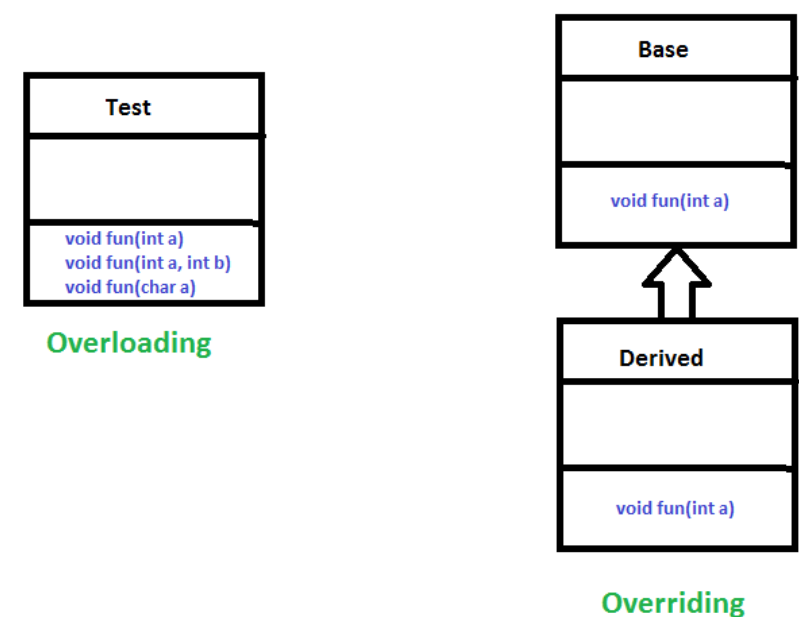 Test
void fun(int a)
void fun(int a, int b)
void fun(char a)
Overloading
Base
void fun(int a)
Derived
void fun(int a)
Overriding